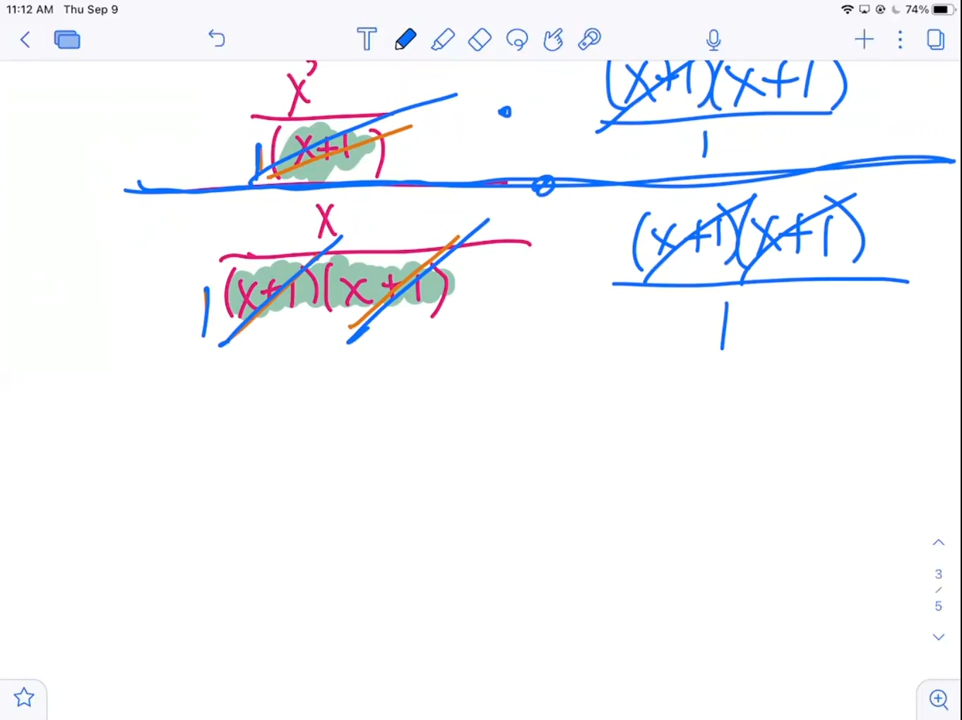 11:12 AM Thu Sep 9 74%
T
x³ (x+1)(x+1)
1(x+1) 1
x (x+1)(x+1)
1(x+1)(x+1) 1
3
/
5